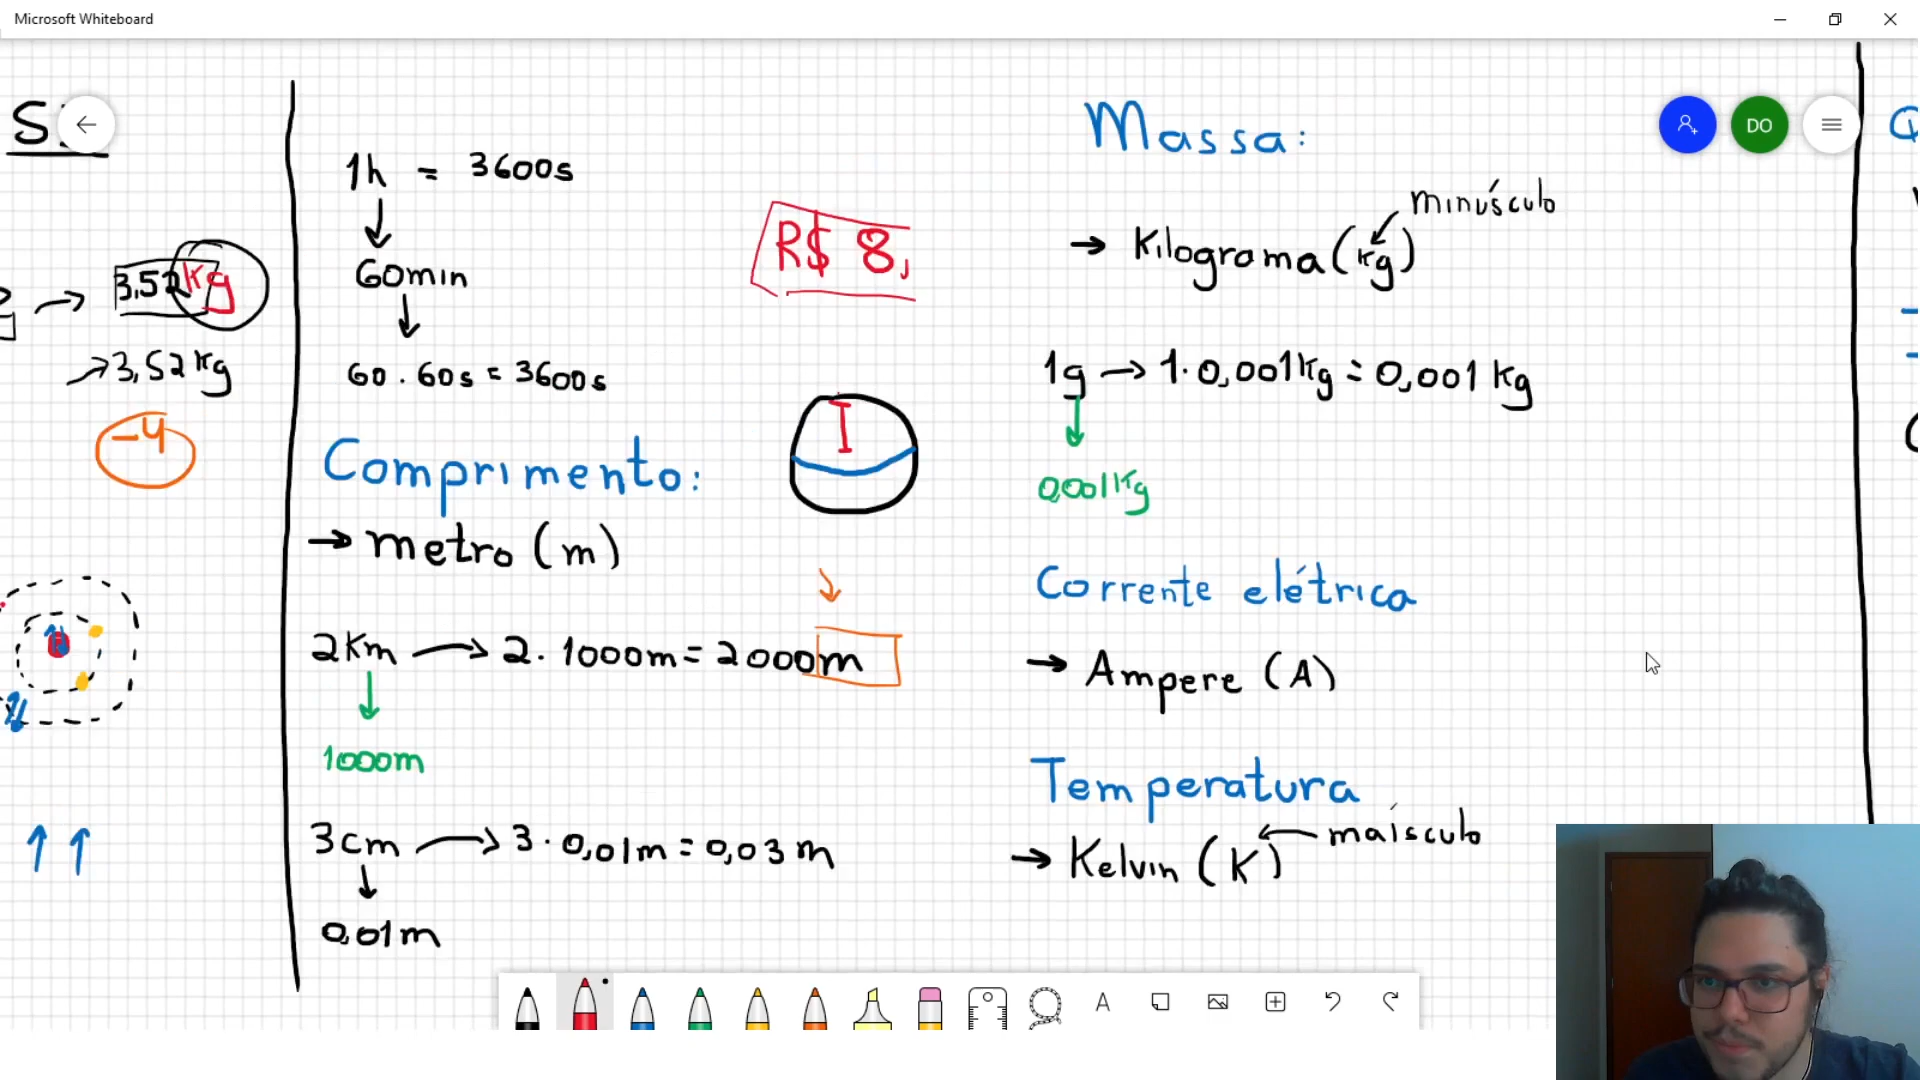 Microsoft Whiteboard
DO
3,52kg
3,52kg
-4
1h = 3600s
60min
60 . 60s = 3600s
R$ 8,
I
Comprimento:
→ metro (m)
2Km → 2. 1000m = 2000m
1000m
3cm → 3 . 0,01m = 0,03 m
0,01m
Massa:
minúsculo
→ Kilograma (kg)
1g → 1. 0,001kg = 0,001 kg
0,001kg
Corrente elétrica
→ Ampere (A)
Temperatura
maísculo
→ Kelvin (K)
A